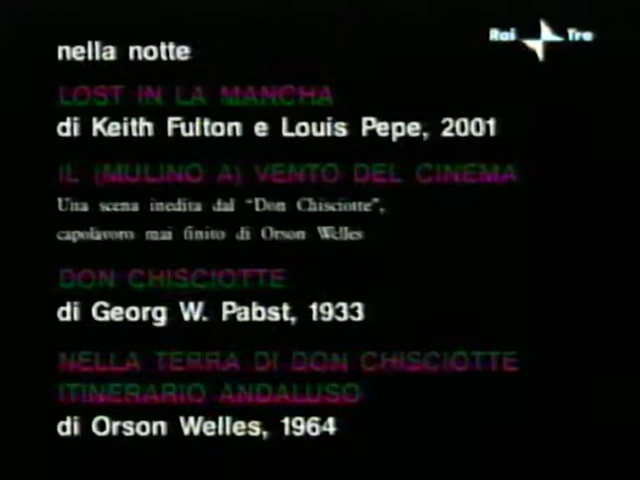 nella notte
Rai Tre
LOST IN LA MANCHA
di Keith Fulton e Louis Pepe, 2001
IL (MULINO A) VENTO DEL CINEMA
Una scena inedita dal "Don Chisciotte",
capolavoro mai finito di Orson Welles
DON CHISCIOTTE
di Georg W. Pabst, 1933
NELLA TERRA DI DON CHISCIOTTE
ITINERARIO ANDALUSO
di Orson Welles, 1964